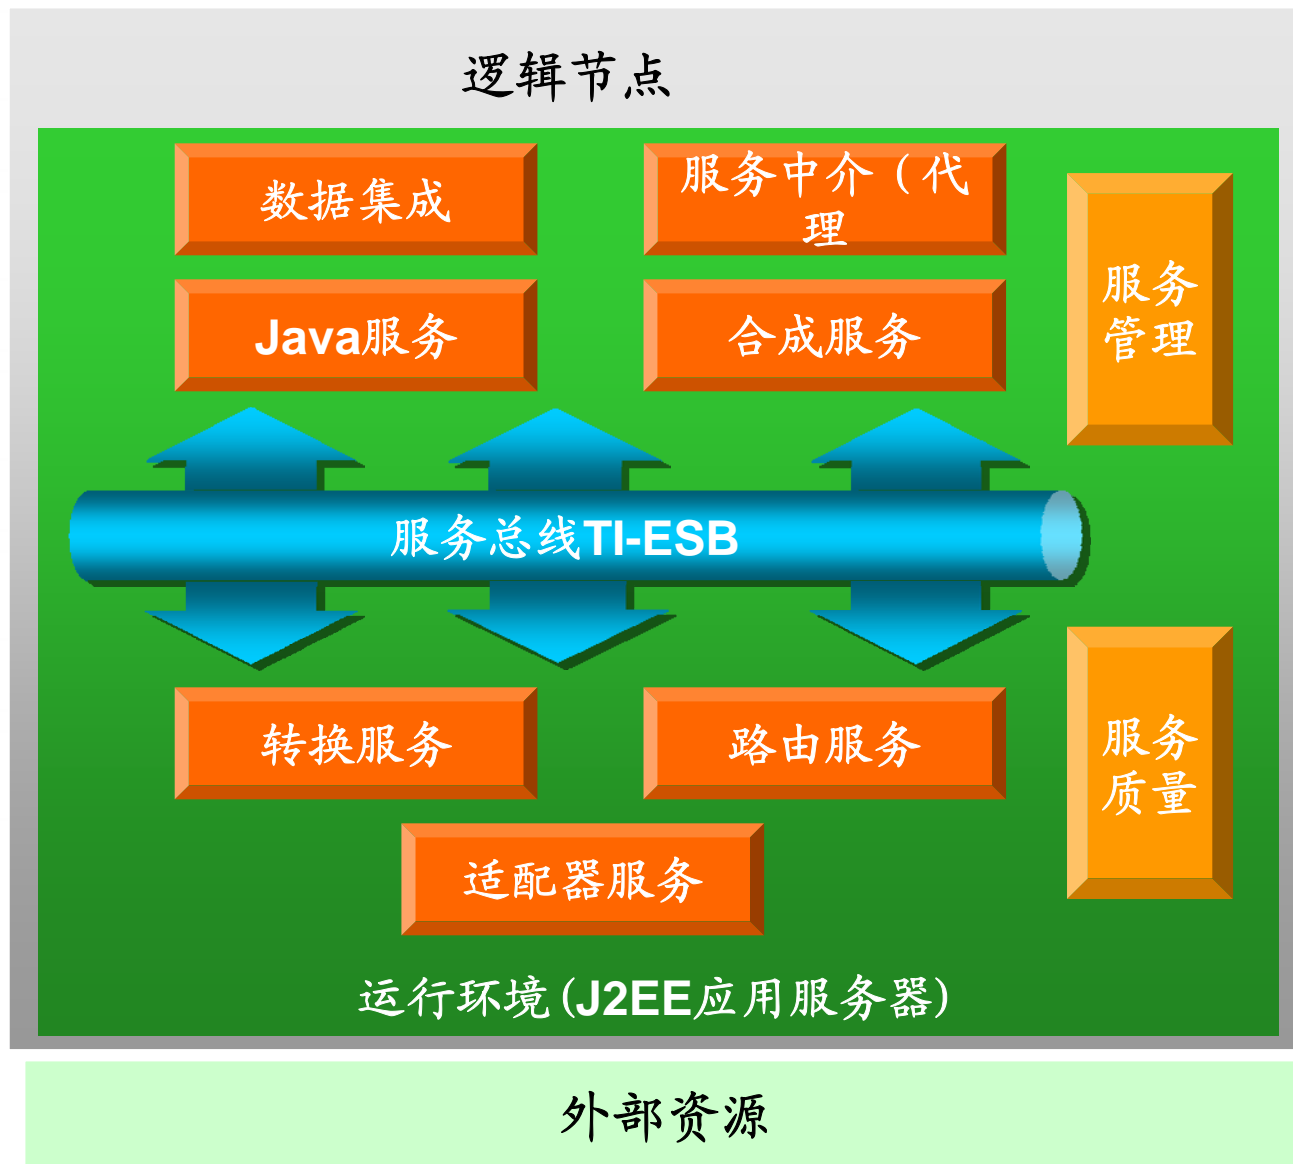 逻辑节点
数据集成
服务中介（代
理
Java服务
合成服务
服务
管理
服务总线TI-ESB
转换服务
路由服务
服务
质量
适配器服务
运行环境(J2EE应用服务器)
外部资源